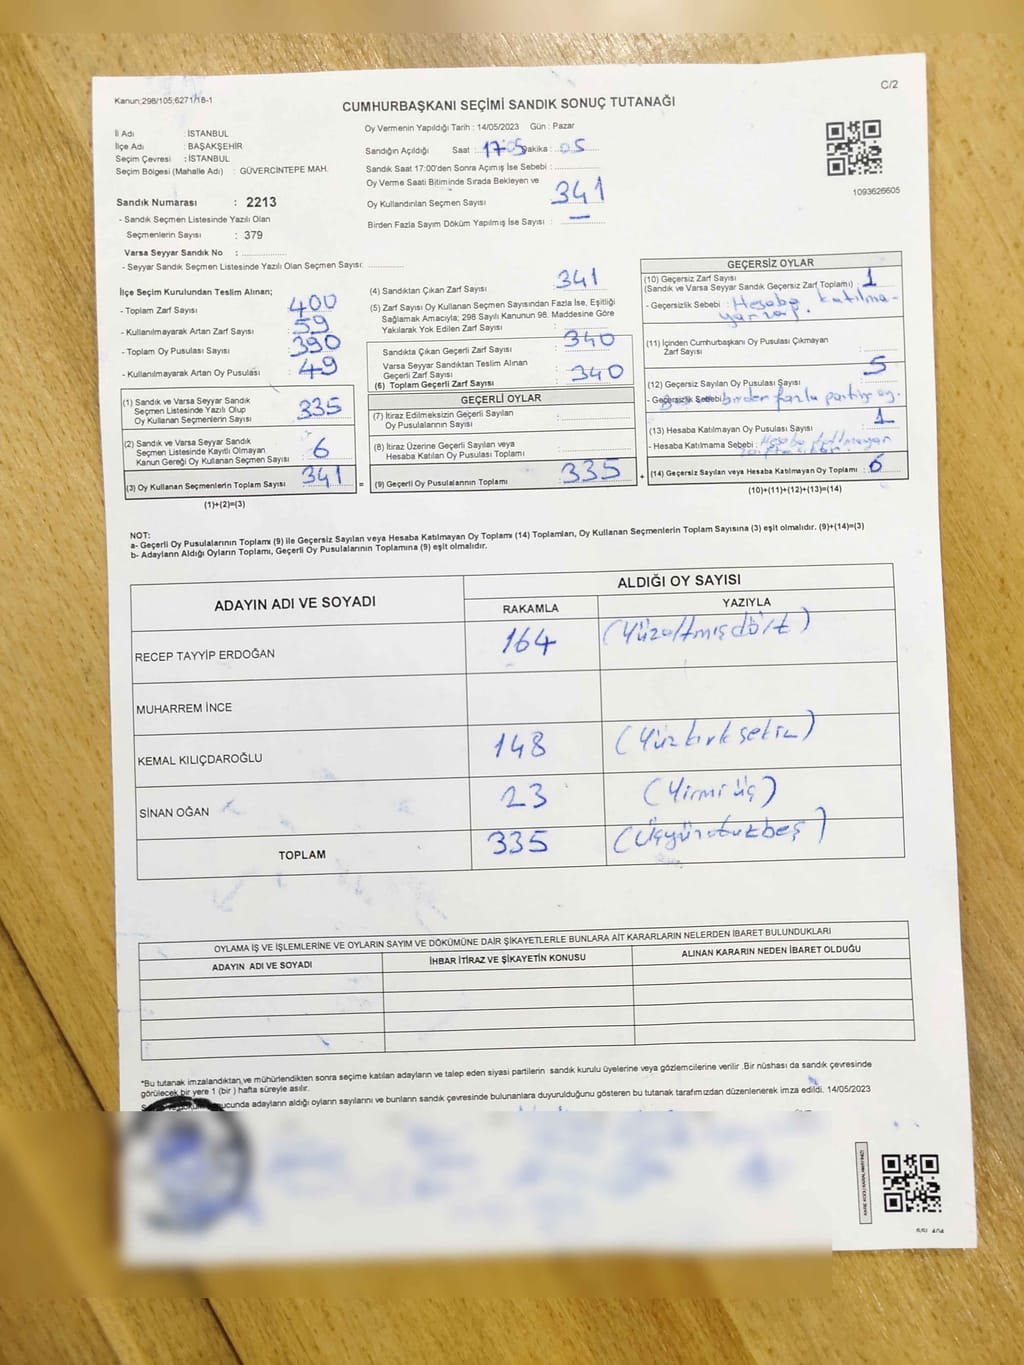 Kanun;298/105;6271/18-1
C/2
CUMHURBAŞKANI SEÇİMİ SANDIK SONUÇ TUTANAĞI
İl Adı : İSTANBUL
İlçe Adı : BAŞAKŞEHİR
Seçim Çevresi : İSTANBUL
Seçim Bölgesi (Mahalle Adı) : GÜVERCİNTEPE MAH.
Sandık Numarası : 2213
- Sandık Seçmen Listesinde Yazılı Olan
Seçmenlerin Sayısı : 379
Varsa Seyyar Sandık No :
- Seyyar Sandık Seçmen Listesinde Yazılı Olan Seçmen Sayısı:
Oy Vermenin Yapıldığı Tarih : 14/05/2023 Gün : Pazar
Sandığın Açıldığı Saat : 17:05 Dakika : 05
Sandık Saat 17:00'den Sonra Açımış İse Sebebi :
Oy Verme Saati Bitiminde Sırada Bekleyen ve
Oy Kullandırılan Seçmen Sayısı 341
Birden Fazla Sayım Döküm Yapılmış İse Sayısı : —
1093626605
İlçe Seçim Kurulundan Teslim Alınan;
- Toplam Zarf Sayısı : 400
- Kullanılmayarak Artan Zarf Sayısı : 59
- Toplam Oy Pusulası Sayısı : 390
- Kullanılmayarak Artan Oy Pusulası : 49
(1) Sandık ve Varsa Seyyar Sandık
Seçmen Listesinde Yazılı Olup
Oy Kullanan Seçmenlerin Sayısı 335
(2) Sandık ve Varsa Seyyar Sandık
Seçmen Listesinde Kayıtlı Olmayan
Kanun Gereği Oy Kullanan Seçmen Sayısı 6
(3) Oy Kullanan Seçmenlerin Toplam Sayısı 341
(1)+(2)=(3)
(4) Sandıktan Çıkan Zarf Sayısı : 341
(5) Zarf Sayısı Oy Kullanan Seçmen Sayısından Fazla İse, Eşitliği
Sağlamak Amacıyla; 298 Sayılı Kanunun 98. Maddesine Göre
Yakılarak Yok Edilen Zarf Sayısı :
Sandıkta Çıkan Geçerli Zarf Sayısı : 340
Varsa Seyyar Sandıktan Teslim Alınan
Geçerli Zarf Sayısı :
(6) Toplam Geçerli Zarf Sayısı : 340
GEÇERLİ OYLAR
(7) İtiraz Edilmeksizin Geçerli Sayılan
Oy Pusulasının Sayısı :
(8) İtiraz Üzerine Geçerli Sayılan veya
Hesaba Katılan Oy Pusulası Toplamı :
= (9) Geçerli Oy Pusulalarının Toplamı : 335
GEÇERSİZ OYLAR
(10) Geçersiz Zarf Sayısı
(Sandık ve Varsa Seyyar Sandık Geçersiz Zarf Toplamı) : 1
- Geçersizlik Sebebi : Hesaba katılma-
(11) İçinden Cumhurbaşkanı Oy Pusulası Çıkmayan
Zarf Sayısı :
(12) Geçersiz Sayılan Oy Pusulası Sayısı : 5
- Geçersizlik Sebebi birden fazla partiye oy.
(13) Hesaba Katılmayan Oy Pusulası Sayısı : 1
- Hesaba Katılmama Sebebi : Hesaba katılmayan
+ (14) Geçersiz Sayılan veya Hesaba Katılmayan Oy Toplamı : 6
(10)+(11)+(12)+(13)=(14)
NOT:
a- Geçerli Oy Pusulalarının Toplamı (9) ile Geçersiz Sayılan veya Hesaba Katılmayan Oy Toplamı (14) Toplamları, Oy Kullanan Seçmenlerin Toplam Sayısına (3) eşit olmalıdır. (9)+(14)=(3)
b- Adayların Aldığı Oyların Toplamı, Geçerli Oy Pusulalarının Toplamına (9) eşit olmalıdır.
ADAYIN ADI VE SOYADI
ALDIĞI OY SAYISI
RAKAMLA YAZIYLA
RECEP TAYYİP ERDOĞAN 164 (Yüzaltmışdört)
MUHARREM İNCE
KEMAL KILIÇDAROĞLU 148 (Yüzkırksekiz)
SİNAN OĞAN 23 (Yirmiüç)
TOPLAM 335 (Üçyüzotuzbeş)
OYLAMA İŞ VE İŞLEMLERİNE VE OYLARIN SAYIM VE DÖKÜMÜNE DAİR ŞİKAYETLERLE BUNLARA AİT KARARLARIN NELERDEN İBARET BULUNDUKLARI
ADAYIN ADI VE SOYADI İHBAR İTİRAZ VE ŞİKAYETİN KONUSU ALINAN KARARIN NEDEN İBARET OLDUĞU
*Bu tutanak imzalandıktan ve mühürlendikten sonra seçime katılan adayların ve talep eden siyasi partilerin sandık kurulu üyelerine veya gözlemcilerine verilir .Bir nüshası da sandık çevresinde
görülecek bir yere 1 (bir ) hafta süreyle asılır.
ucunda adayların aldığı oyların sayılarını ve bunların sandık çevresinde bulunanlara duyurulduğunu gösteren bu tutanak tarafımızdan düzenlenerek imza edildi. 14/05/2023